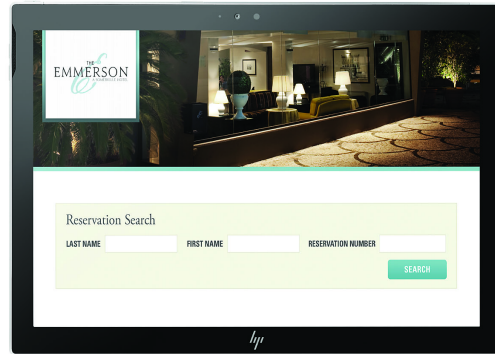 THE
EMMERSON
Reservation Search
LAST NAME FIRST NAME RESERVATION NUMBER
SEARCH
hp